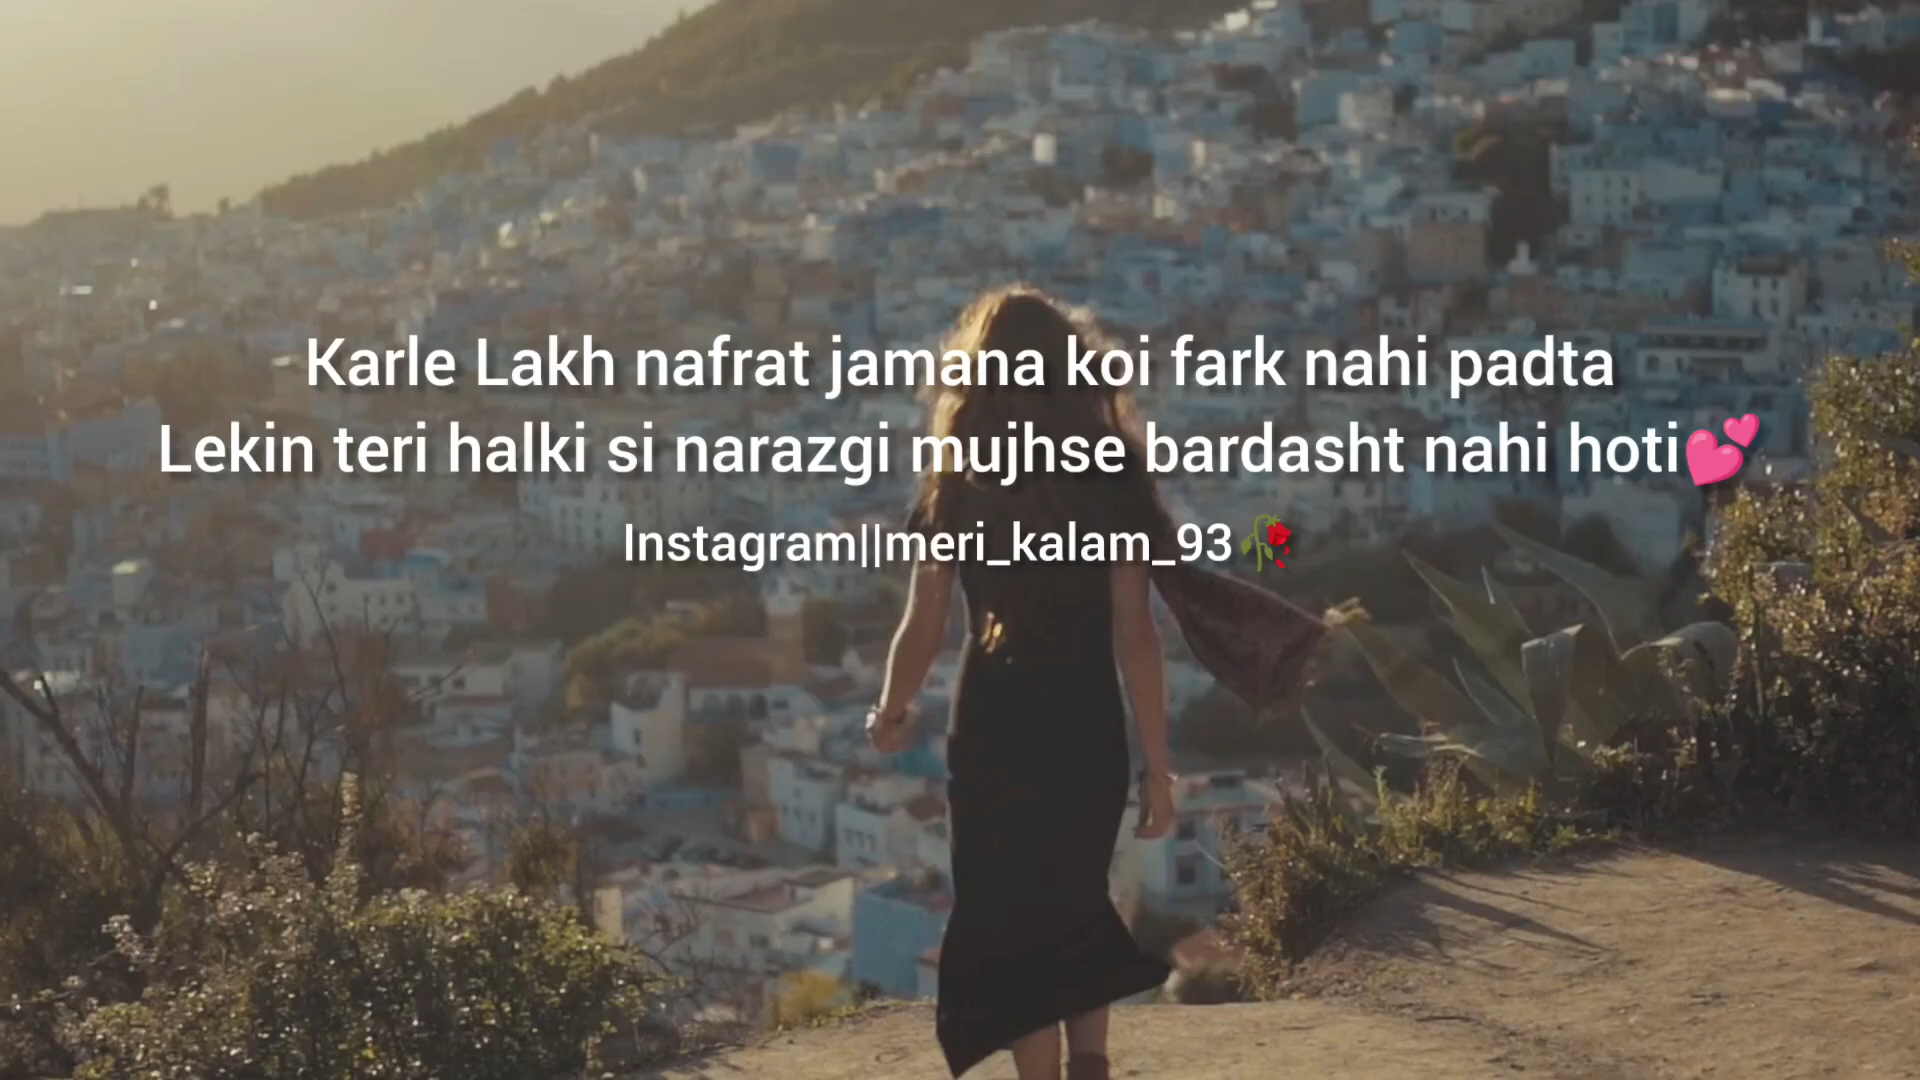 Karle Lakh nafrat jamana koi fark nahi padta
Lekin teri halki si narazgi mujhse bardasht nahi hoti💕
Instagram||meri_kalam_93🥀